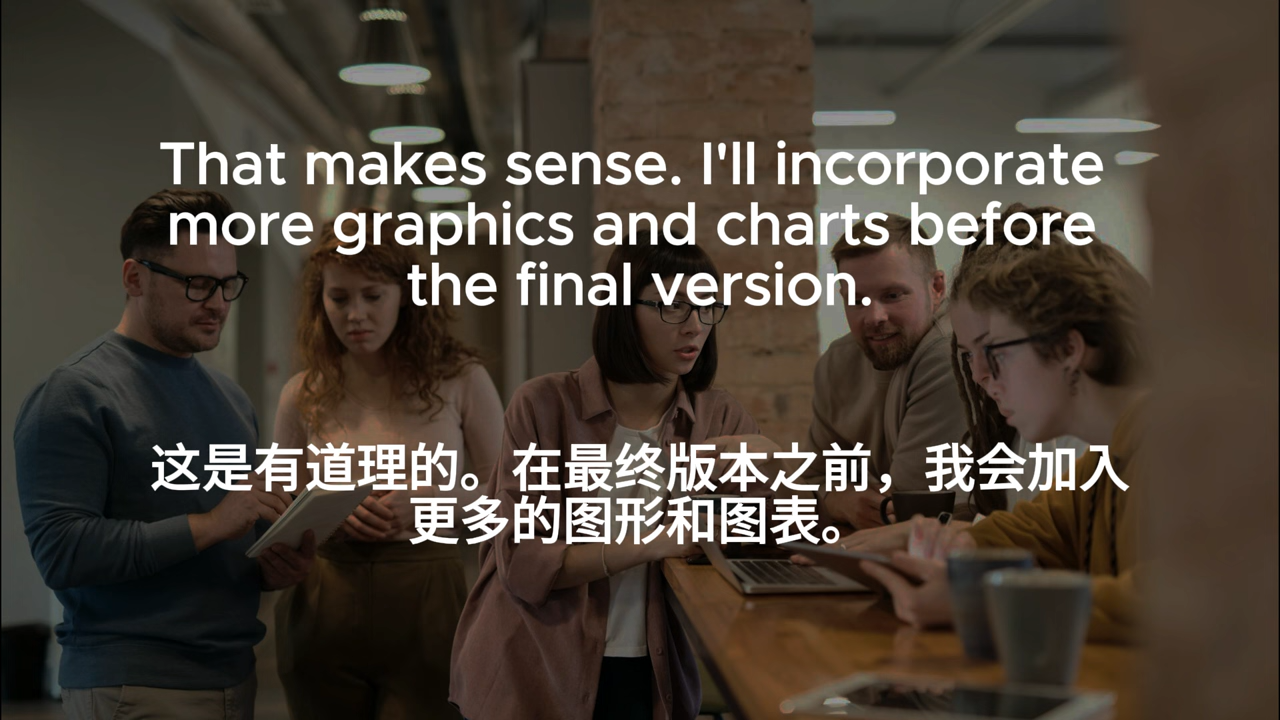 That makes sense. I'll incorporate
more graphics and charts before
the final version.
这是有道理的。在最终版本之前，我会加入
更多的图形和图表。